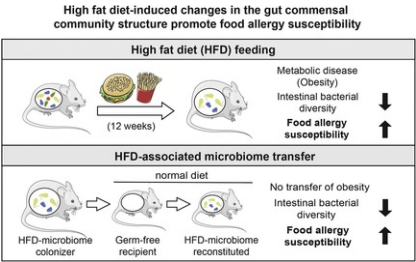 High fat diet-induced changes in the gut commensal
community structure promote food allergy susceptibility
High fat diet (HFD) feeding
(12 weeks)
Metabolic disease
(Obesity)
Intestinal bacterial
diversity
Food allergy
susceptibility
HFD-associated microbiome transfer
normal diet
HFD-microbiome
colonizer
Germ-free
recipient
HFD-microbiome
reconstituted
No transfer of obesity
Intestinal bacterial
diversity
Food allergy
susceptibility